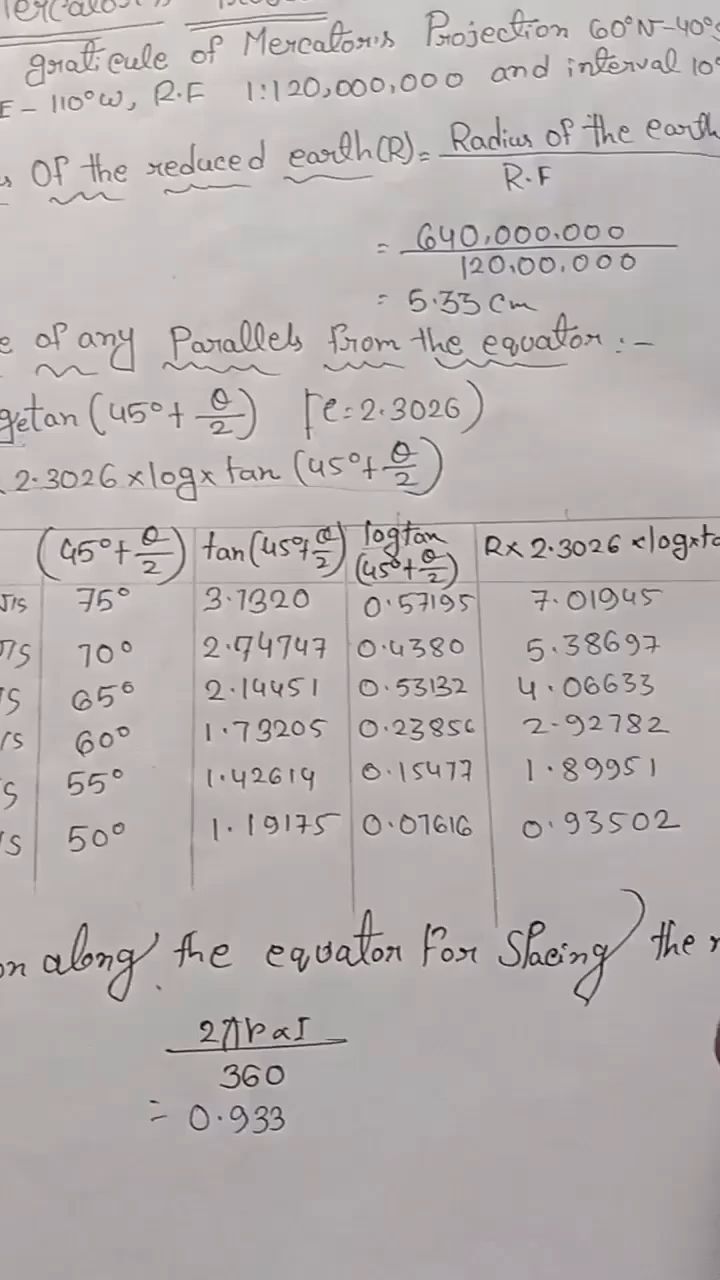 graticule of Mercator's Projection 60°N-40°S
E - 110°W, R.F 1:120,000,000 and interval 10°
Of the reduced earth(R) = Radius of the earth
R.F
= 640,000,000
120,00,000
= 5.33 Cm
of any Parallels from the equator :-
getan (45° + θ/2) [e=2.3026)
2.3026 × log × tan (45° + θ/2)
(45° + θ/2) tan (45° + θ/2) log tan (45° + θ/2) R × 2.3026 × log × ta
N/S 75° 3.7320 0.57195 7.01945
N/S 70° 2.74747 0.4380 5.38697
S 65° 2.14451 0.53132 4.06633
/S 60° 1.73205 0.23856 2.92782
S 55° 1.42619 0.15477 1.89951
/S 50° 1.19175 0.07616 0.93502
on along the equator For Spacing the
2πr×I
360
= 0.933